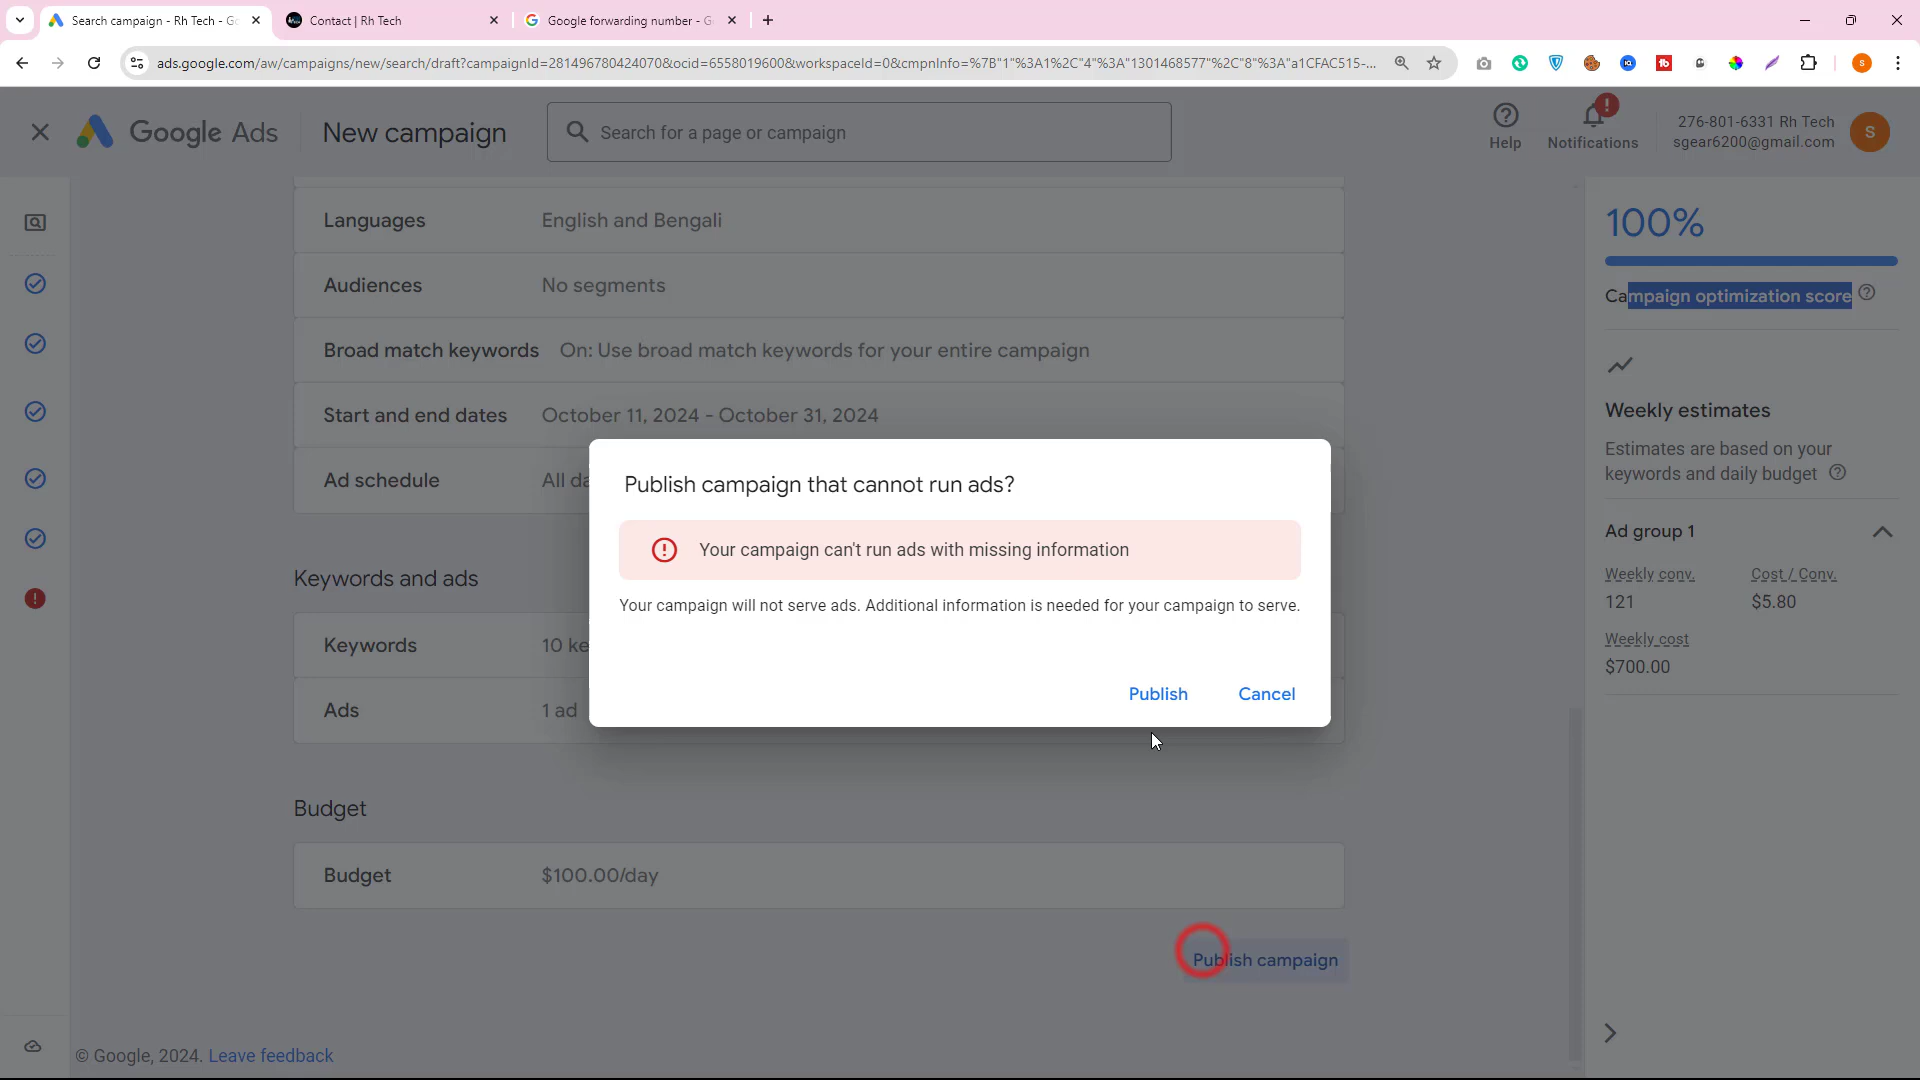 Search campaign - Rh Tech - Go
Contact | Rh Tech
Google forwarding number - G
ads.google.com/aw/campaigns/new/search/draft?campaignId=281496780424070&ocid=6558019600&workspaceId=0&cmpnInfo=%7B"1"%3A1%2C"4"%3A"1301468577"%2C"8"%3A"a1CFAC515-...
Google Ads
New campaign
Search for a page or campaign
Help
Notifications
276-801-6331 Rh Tech
sgear6200@gmail.com
S
Languages English and Bengali
Audiences No segments
Broad match keywords On: Use broad match keywords for your entire campaign
Start and end dates October 11, 2024 - October 31, 2024
Ad schedule All da
Publish campaign that cannot run ads?
Your campaign can't run ads with missing information
Your campaign will not serve ads. Additional information is needed for your campaign to serve.
Publish Cancel
Keywords and ads
Keywords 10 ke
Ads 1 ad
Budget
Budget $100.00/day
Publish campaign
© Google, 2024. Leave feedback
100%
Campaign optimization score
Weekly estimates
Estimates are based on your
keywords and daily budget
Ad group 1
Weekly conv. Cost / Conv.
121 $5.80
Weekly cost
$700.00